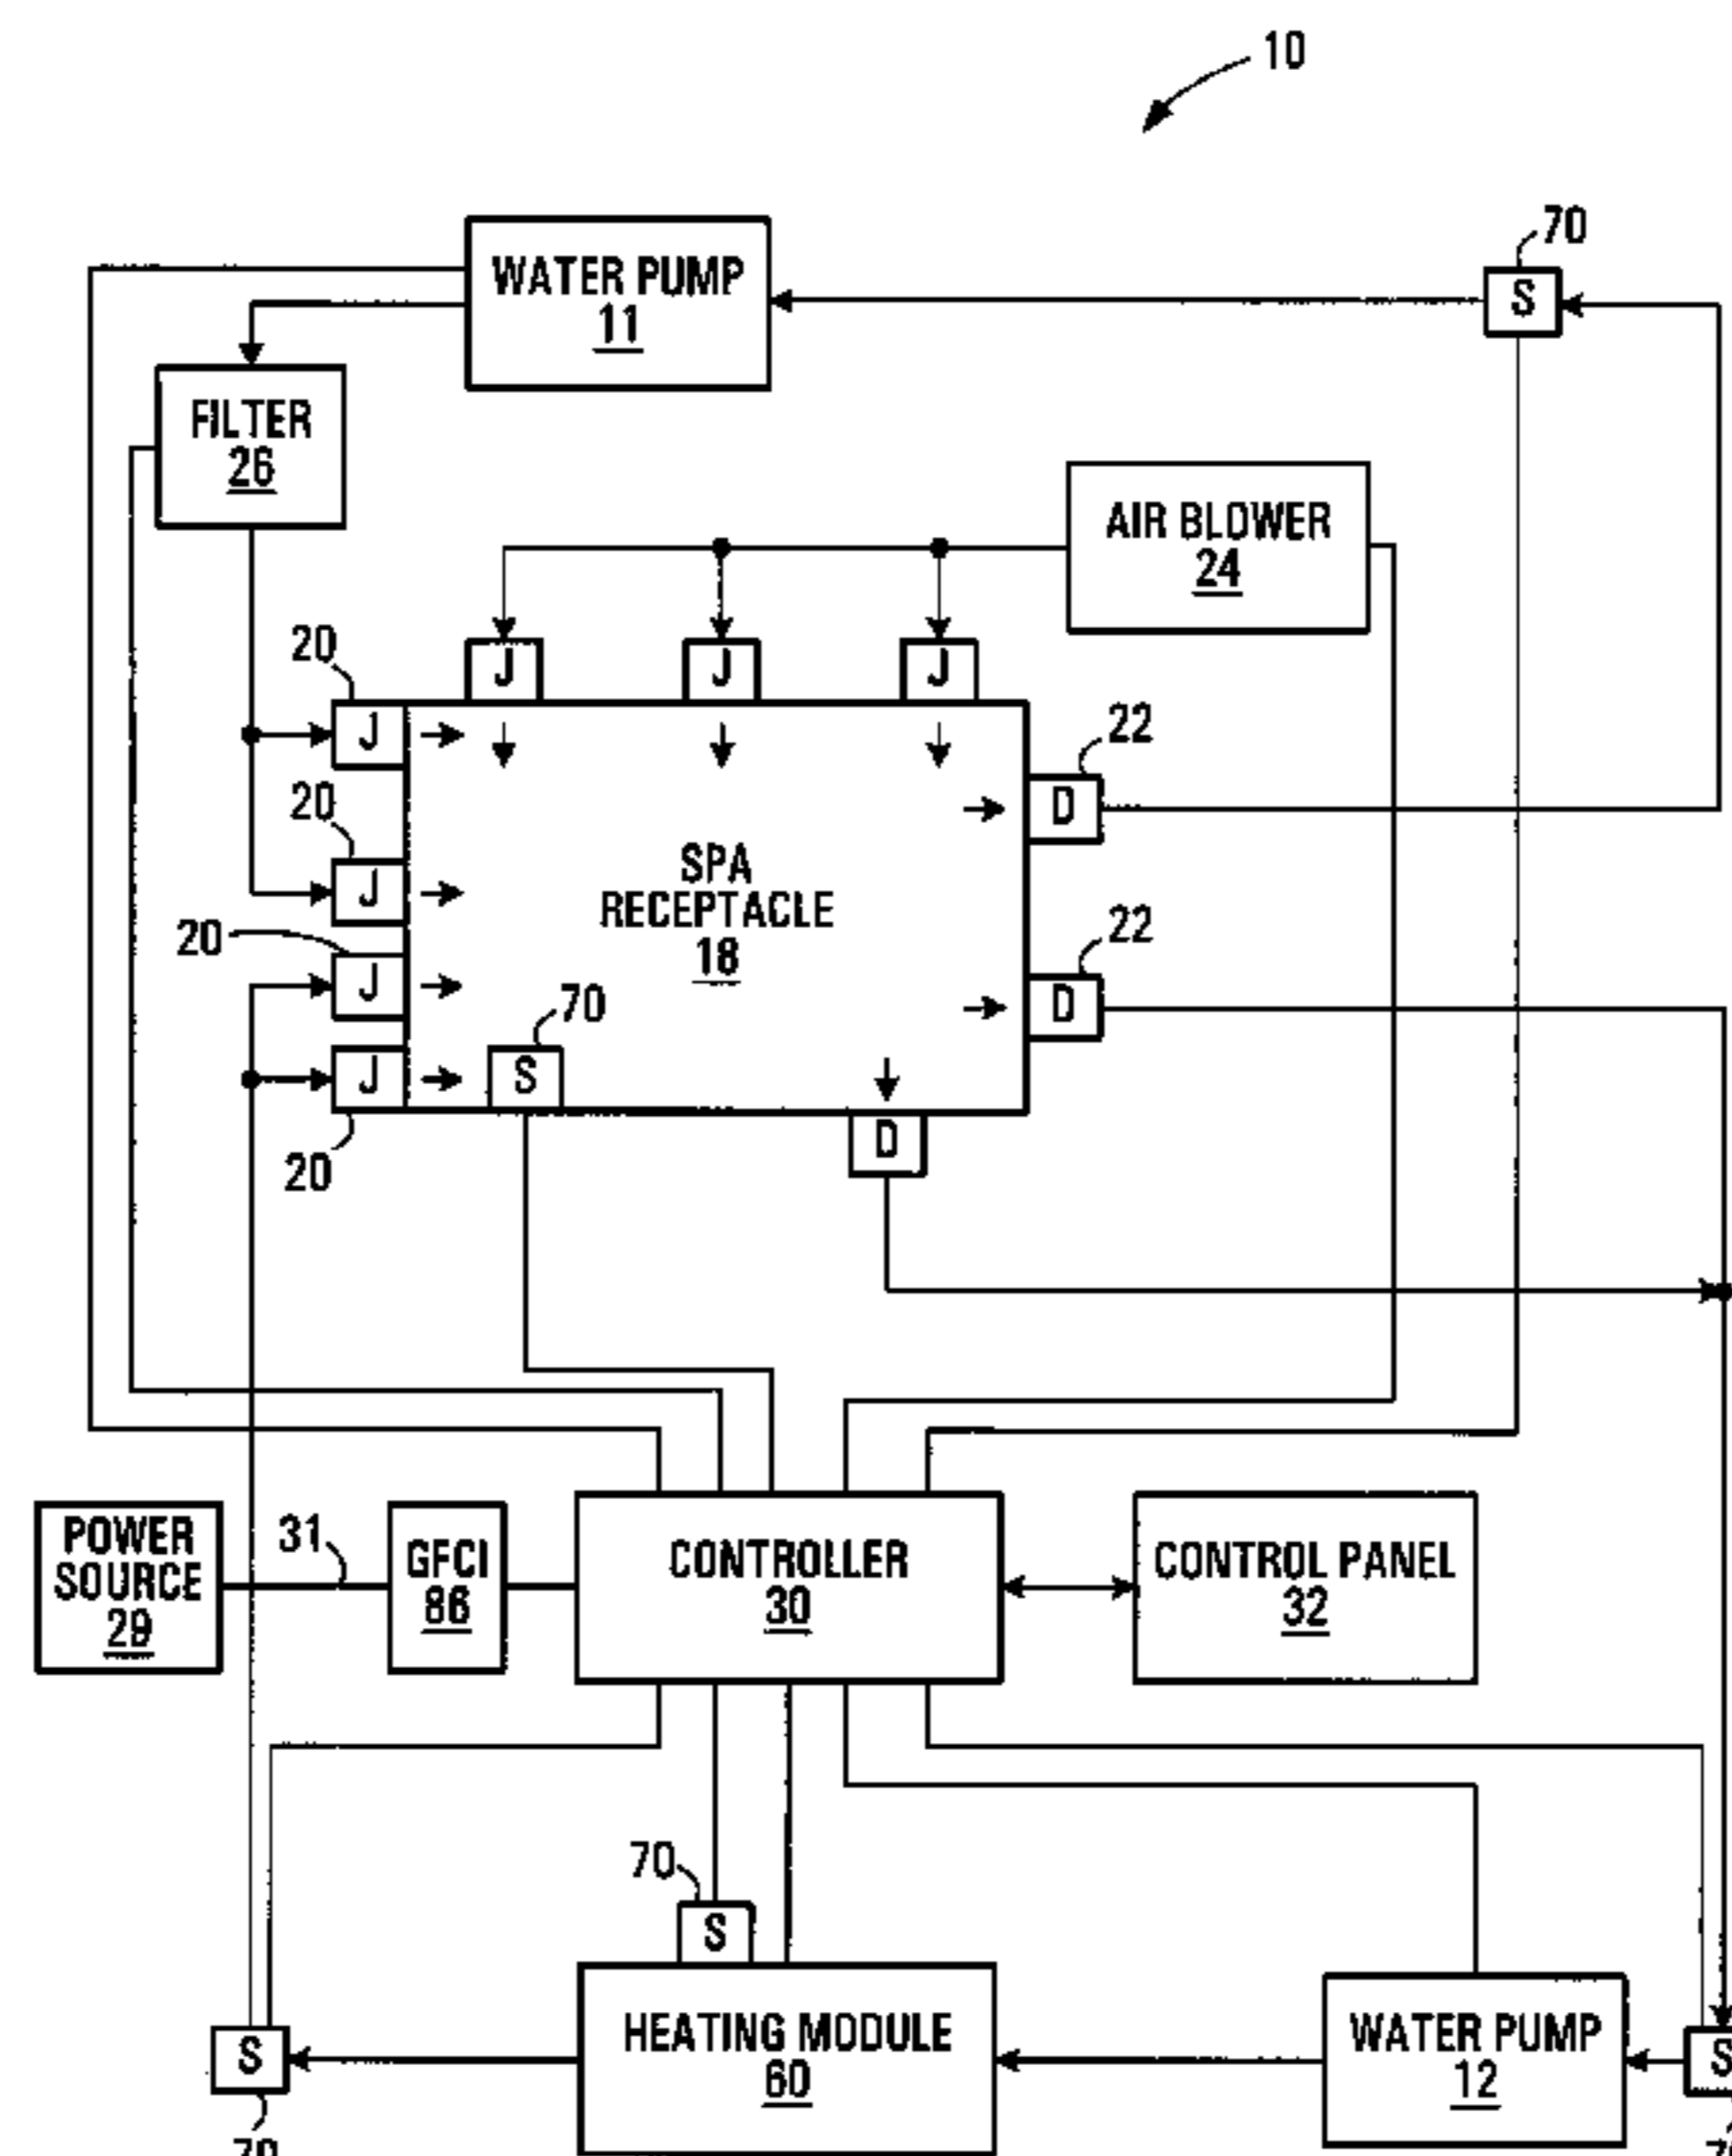 10
70
WATER PUMP
11
S
FILTER
26
AIR BLOWER
24
20
J
J
J
J
22
D
20
J
SPA
RECEPTACLE
18
20
J
22
D
70
J
S
20
D
POWER
SOURCE
29
31
GFCI
86
CONTROLLER
30
CONTROL PANEL
32
70
S
HEATING MODULE
60
WATER PUMP
12
S
S
70